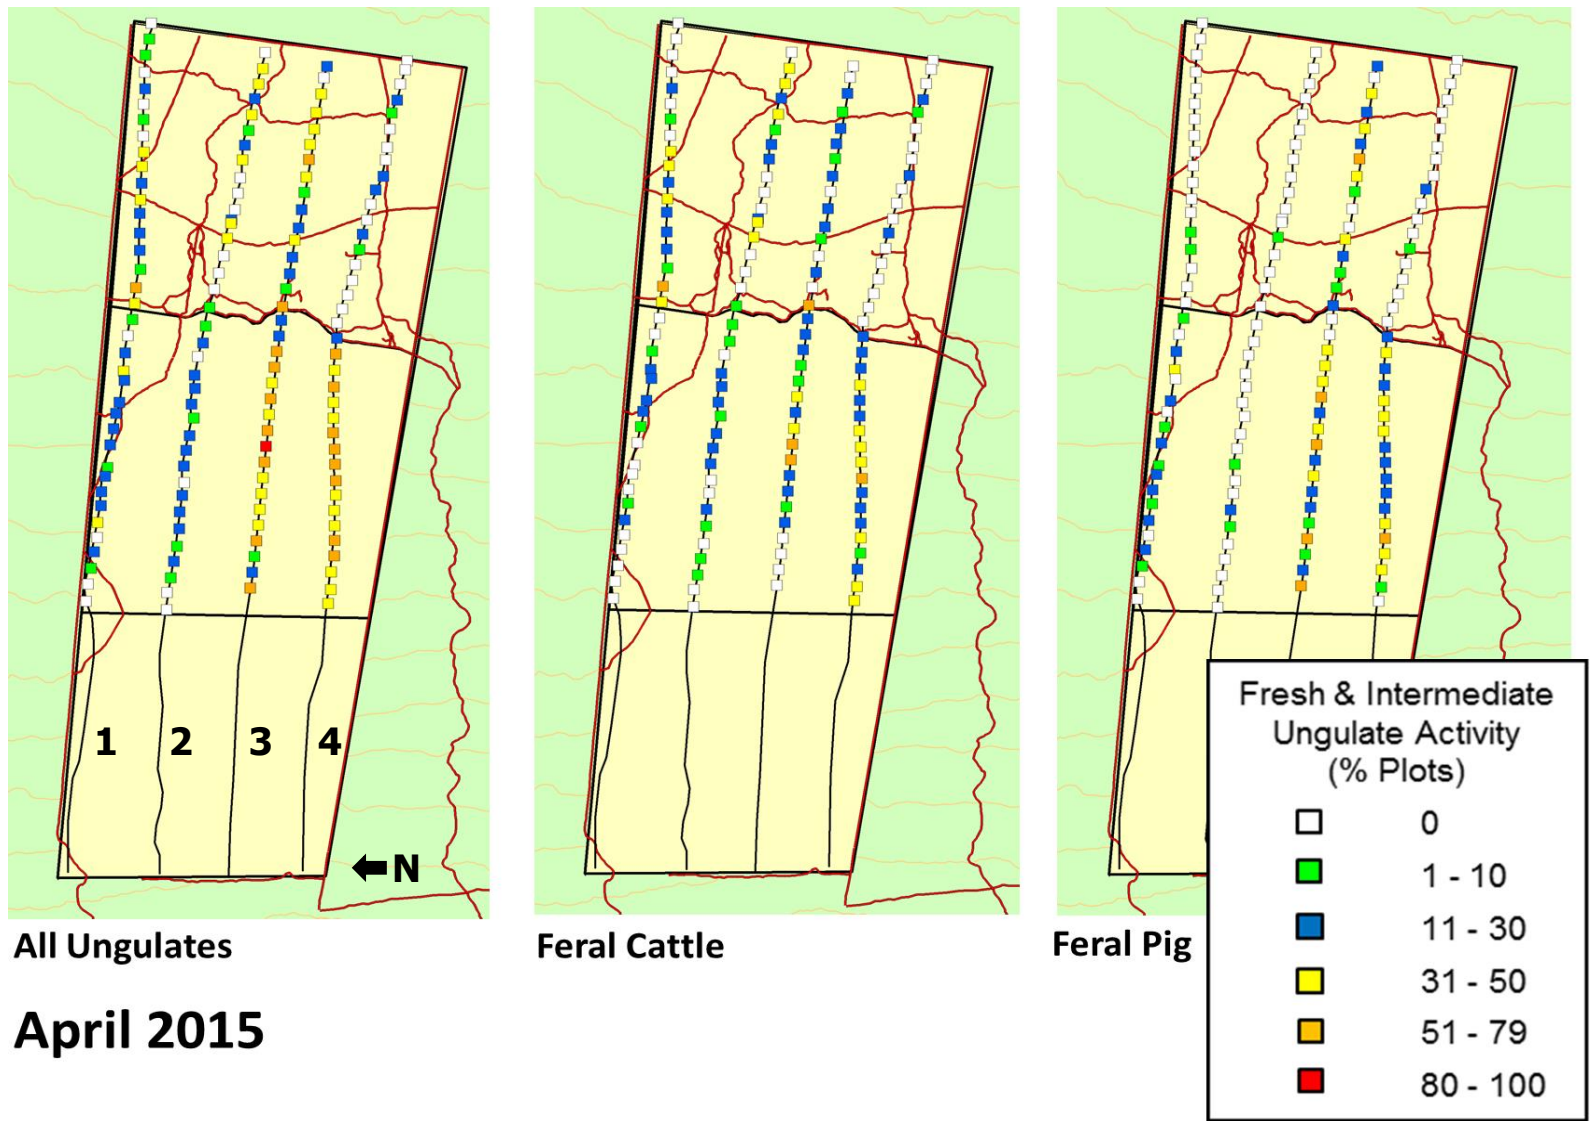 1 2 3 4
N
All Ungulates
Feral Cattle
Feral Pig
April 2015
Fresh & Intermediate
Ungulate Activity
(% Plots)
0
1 - 10
11 - 30
31 - 50
51 - 79
80 - 100